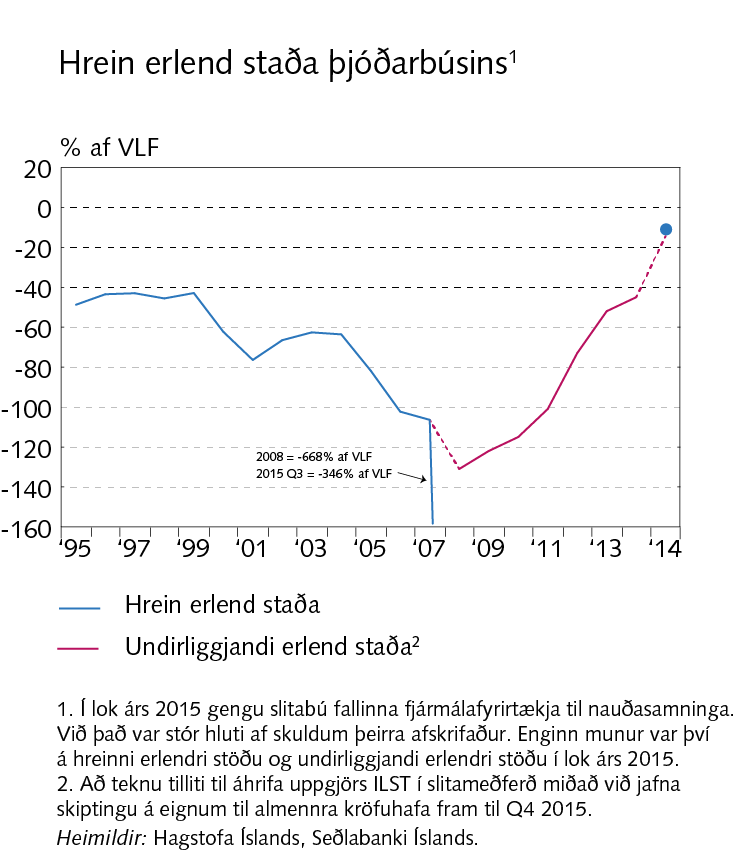 Hrein erlend staða þjóðarbúsins¹
% af VLF
20
0
-20
-40
-60
-80
-100
-120
-140
-160
2008 = -668% af VLF
2015 Q3 = -346% af VLF
‘95 ‘97 ‘99 ‘01 ‘03 ‘05 ‘07 ‘09 ‘11 ‘13 ‘14
Hrein erlend staða
Undirliggjandi erlend staða²
1. Í lok árs 2015 gengu slitabú fallinna fjármálafyrirtækja til nauðasamninga.
Við það var stór hluti af skuldum þeirra afskrifaður. Enginn munur var því
á hreinni erlendri stöðu og undirliggjandi erlendri stöðu í lok árs 2015.
2. Að teknu tilliti til áhrifa uppgjörs ILST í slitameðferð miðað við jafna
skiptingu á eignum til almennra kröfuhafa fram til Q4 2015.
Heimildir: Hagstofa Íslands, Seðlabanki Íslands.